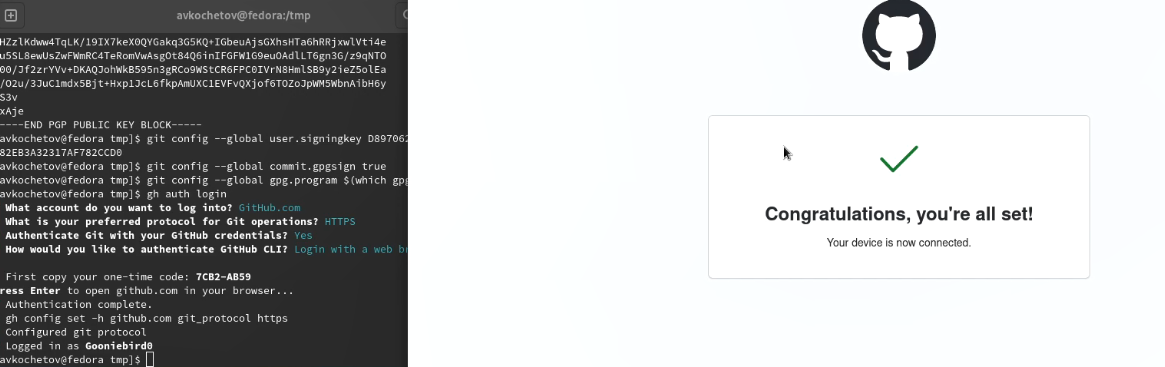 avkochetov@fedora:/tmp
HZzlKdww4TqLK/19IX7keX0QYGakq3G5KQ+IGbeuAjsGXhsHTa6hRRjxwlVti4e
u5SL8ewUsZwFWmRC4TeRomVwAsgOt84Q6inIFGFW1G9euOAdlLT6gn3G/z9qNTO
00/Jf2zrYVv+DKAQJohWkB595n3gRCo9WStCR6FPC0IVrN8HmlSB9y2ieZ5olEa
/O2u/3JuC1mdx5Bjt+Hxp1JcL6fkpAmUXC1EVFvQXjof6TOZoJpWM5WbnAibH6y
S3v
xAje
----END PGP PUBLIC KEY BLOCK-----
avkochetov@fedora tmp]$ git config --global user.signingkey D897062
82EB3A32317AF782CCD0
avkochetov@fedora tmp]$ git config --global commit.gpgsign true
avkochetov@fedora tmp]$ git config --global gpg.program $(which gpg
avkochetov@fedora tmp]$ gh auth login
What account do you want to log into? GitHub.com
What is your preferred protocol for Git operations? HTTPS
Authenticate Git with your GitHub credentials? Yes
How would you like to authenticate GitHub CLI? Login with a web br
First copy your one-time code: 7CB2-AB59
ress Enter to open github.com in your browser...
Authentication complete.
gh config set -h github.com git_protocol https
Configured git protocol
Logged in as Gooniebird0
avkochetov@fedora tmp]$
Congratulations, you're all set!
Your device is now connected.